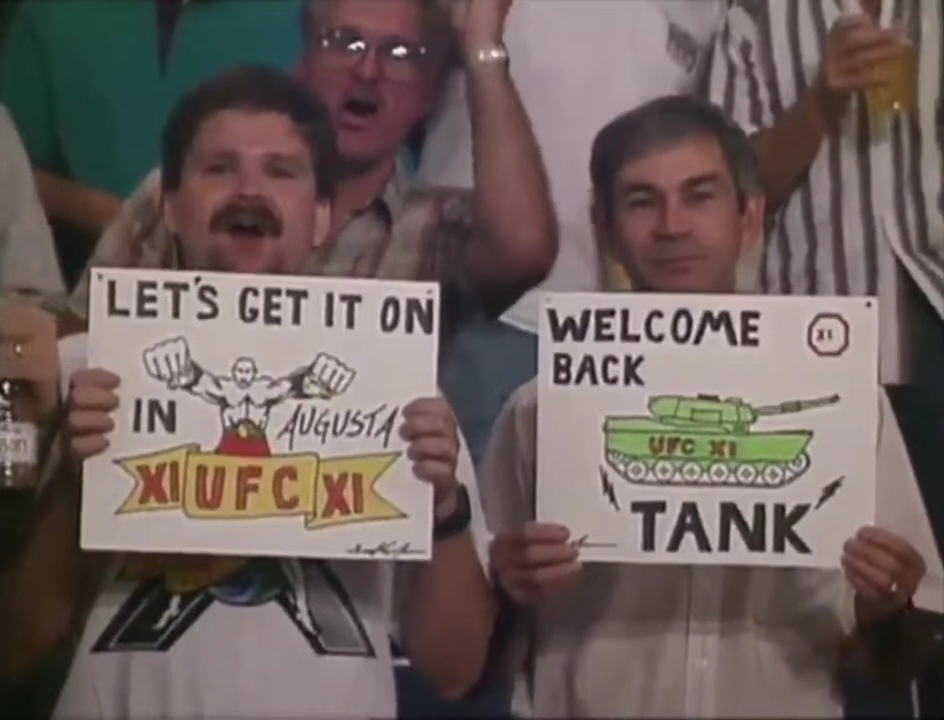 LET'S GET IT ON
IN AUGUSTA
XI UFC XI
WELCOME
BACK
XI
UFC XI
TANK